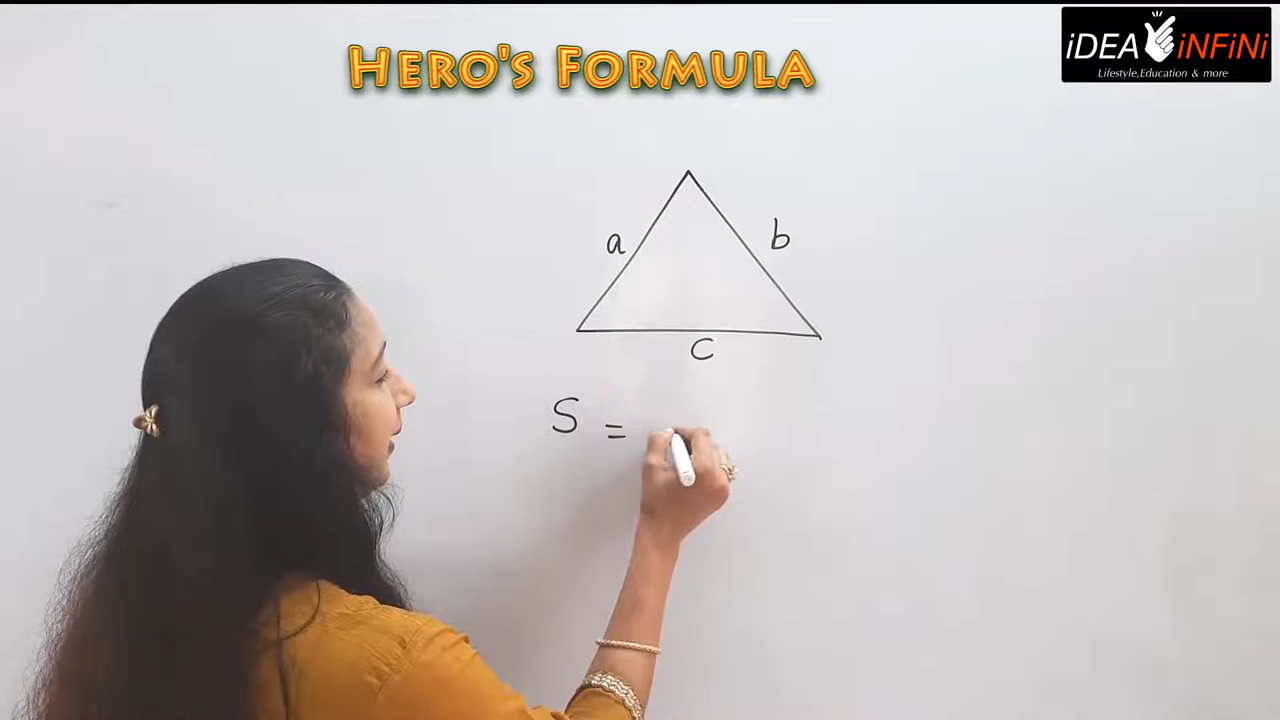 HERO'S FORMULA
iDEA iNFiNi
Lifestyle,Education & more
a
b
c
S =